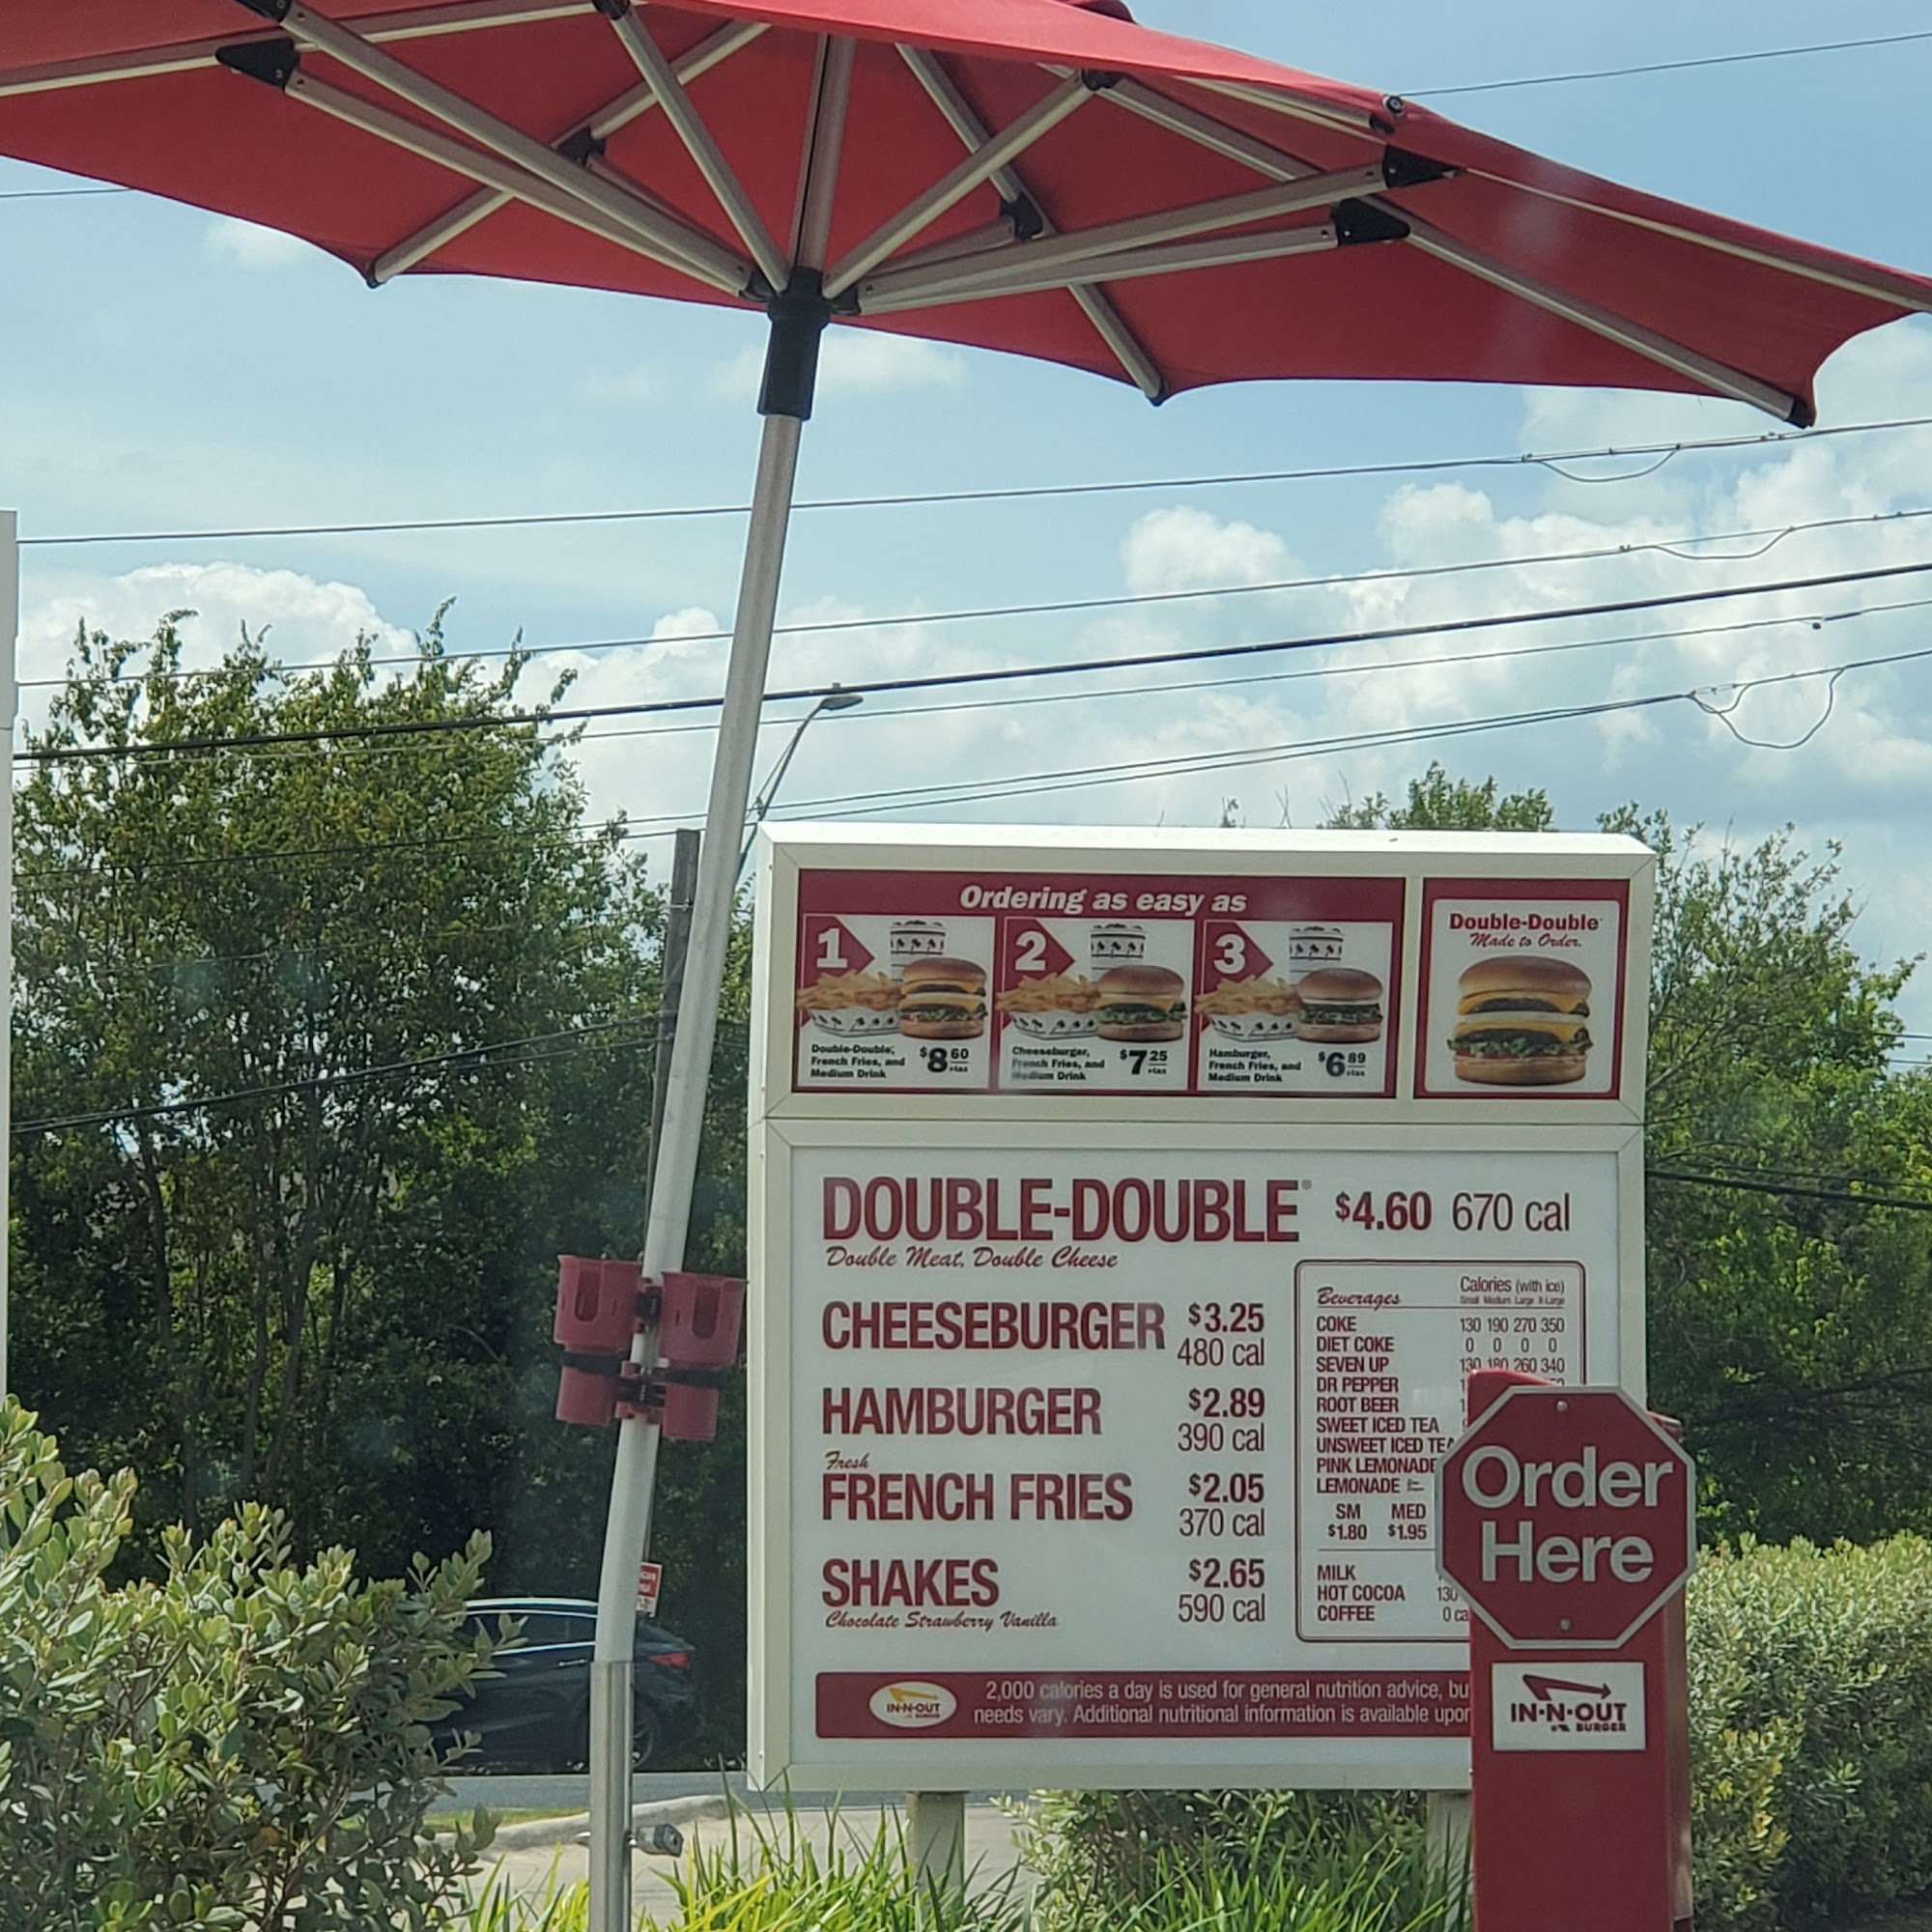 Ordering as easy as
1
Double-Double,
French Fries, and
Medium Drink
$8 60
+tax
2
Cheeseburger,
French Fries, and
Medium Drink
$7 25
+tax
3
Hamburger,
French Fries, and
Medium Drink
$6 89
+tax
Double-Double
Made to Order.
DOUBLE-DOUBLE® $4.60 670 cal
Double Meat, Double Cheese
CHEESEBURGER $3.25
480 cal
HAMBURGER $2.89
390 cal
Fresh
FRENCH FRIES $2.05
370 cal
SHAKES $2.65
Chocolate Strawberry Vanilla 590 cal
Beverages Calories (with ice)
Small Medium Large X-Large
COKE 130 190 270 350
DIET COKE 0 0 0 0
SEVEN UP 130 180 260 340
DR PEPPER
ROOT BEER
SWEET ICED TEA
UNSWEET ICED TEA
PINK LEMONADE
LEMONADE
SM MED
$1.80 $1.95
MILK
HOT COCOA 130
COFFEE 0 ca
IN-N-OUT
BURGER
2,000 calories a day is used for general nutrition advice, bu
needs vary. Additional nutritional information is available upon
Order
Here
IN-N-OUT
BURGER